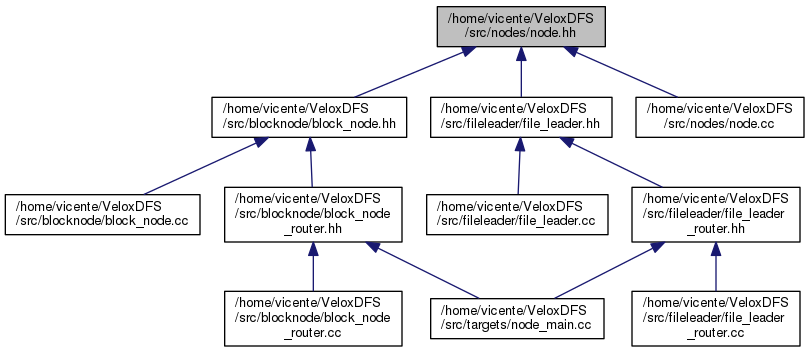 /home/vicente/VeloxDFS
/src/nodes/node.hh
/home/vicente/VeloxDFS
/src/blocknode/block_node.hh
/home/vicente/VeloxDFS
/src/fileleader/file_leader.hh
/home/vicente/VeloxDFS
/src/nodes/node.cc
/home/vicente/VeloxDFS
/src/blocknode/block_node.cc
/home/vicente/VeloxDFS
/src/blocknode/block_node
_router.hh
/home/vicente/VeloxDFS
/src/fileleader/file_leader.cc
/home/vicente/VeloxDFS
/src/fileleader/file_leader
_router.hh
/home/vicente/VeloxDFS
/src/blocknode/block_node
_router.cc
/home/vicente/VeloxDFS
/src/targets/node_main.cc
/home/vicente/VeloxDFS
/src/fileleader/file_leader
_router.cc